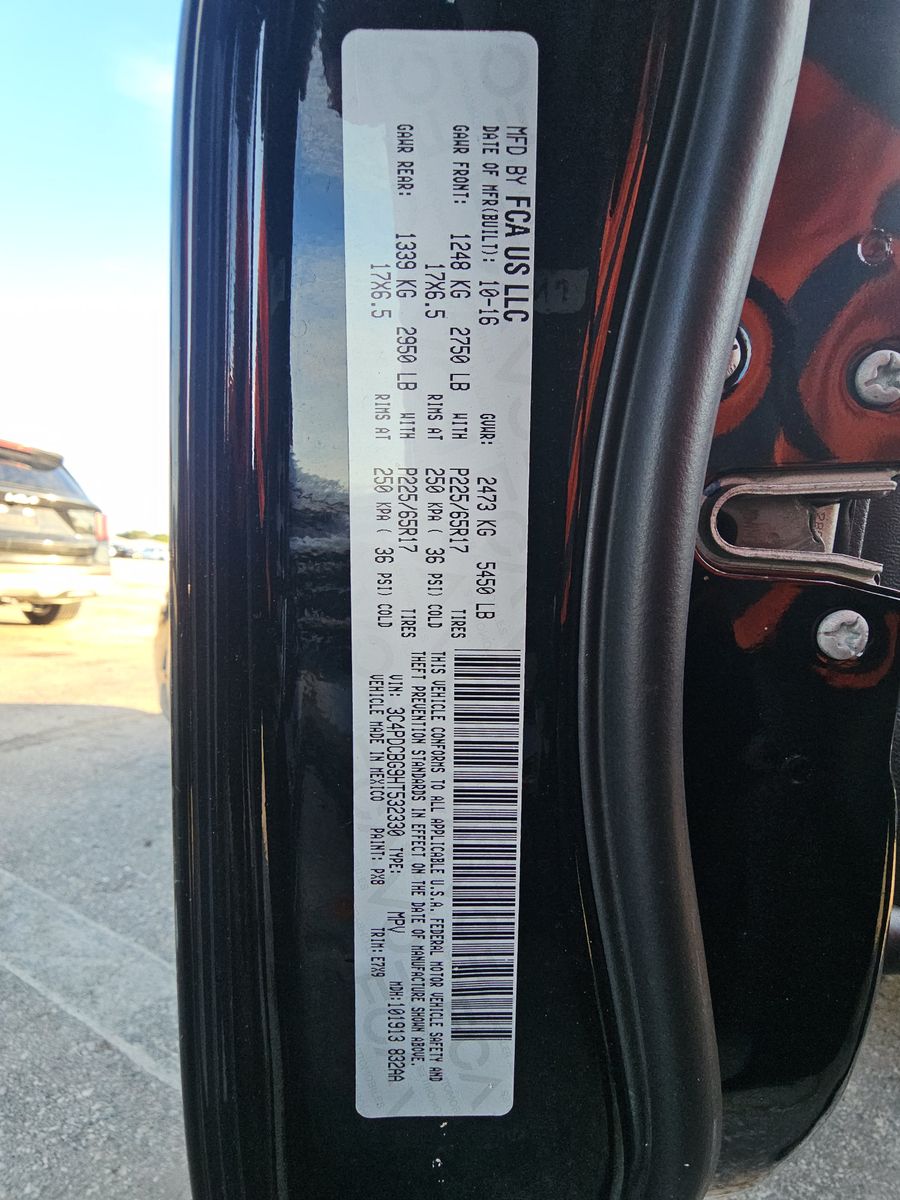 MFD BY FCA US LLC
DATE OF MFR(BUILT): 10-16 GVWR: 2473 KG 5450 LB
GAWR FRONT: 1248 KG 2750 LB WITH P225/65R17 TIRES
17X6.5 RIMS AT 250 KPA ( 36 PSI) COLD
GAWR REAR: 1339 KG 2950 LB WITH P225/65R17 TIRES
17X6.5 RIMS AT 250 KPA ( 36 PSI) COLD
THIS VEHICLE CONFORMS TO ALL APPLICABLE U.S.A. FEDERAL MOTOR VEHICLE SAFETY AND
THEFT PREVENTION STANDARDS IN EFFECT ON THE DATE OF MANUFACTURE SHOWN ABOVE.
VIN: 3C4PDCBG9HT532330 TYPE: MPV MDH: 101913 832AA
VEHICLE MADE IN MEXICO PAINT: PX8 TRIM: E7X9